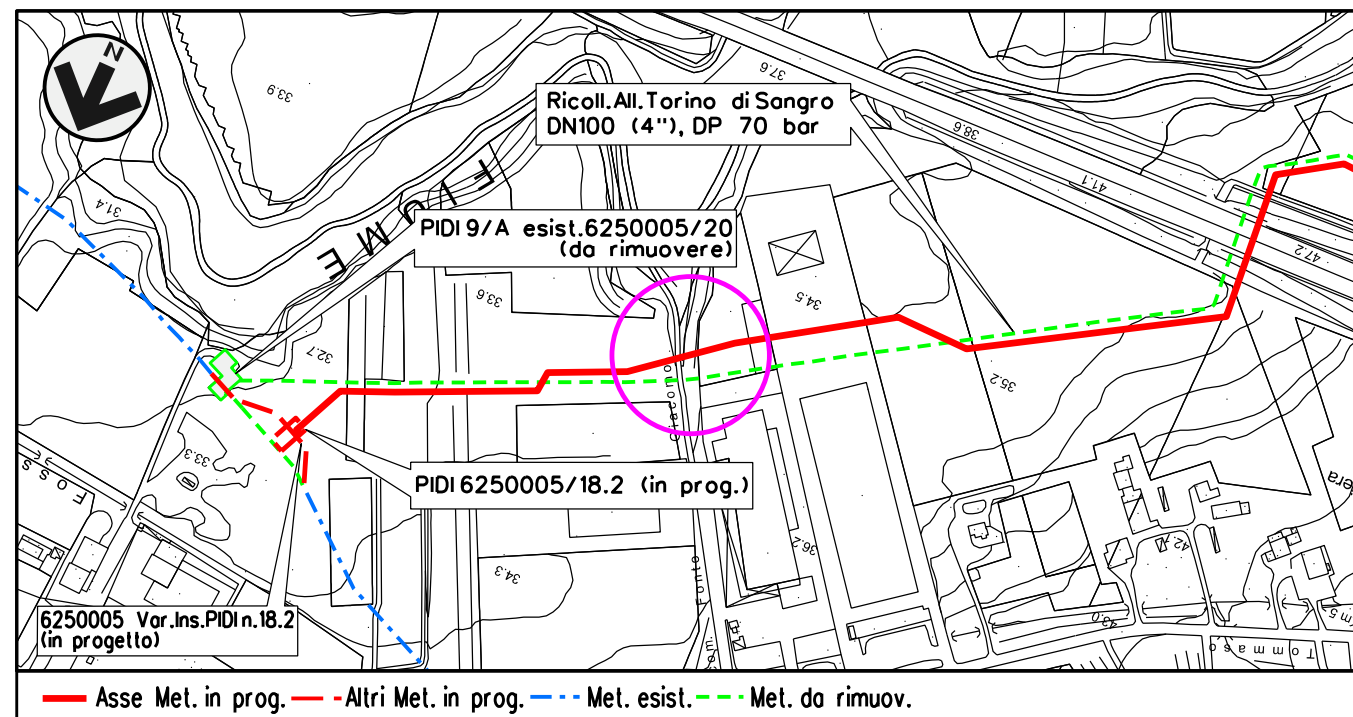 N
33.9
37.6
Ricoll.All.Torino di Sangro
DN100 (4"), DP 70 bar
38.6
41.1
31.4
FIUME
PIDI 9/A esist.6250005/20
(da rimuovere)
47.2
33.6
34.5
32.7
35.2
33.3
Foss
PIDI 6250005/18.2 (in prog.)
36.2
34.3
Fonte
com.
43.0
Tommaso
6250005 Var.Ins.PIDI n.18.2
(in progetto)
Asse Met. in prog.
Altri Met. in prog.
Met. esist.
Met. da rimuov.